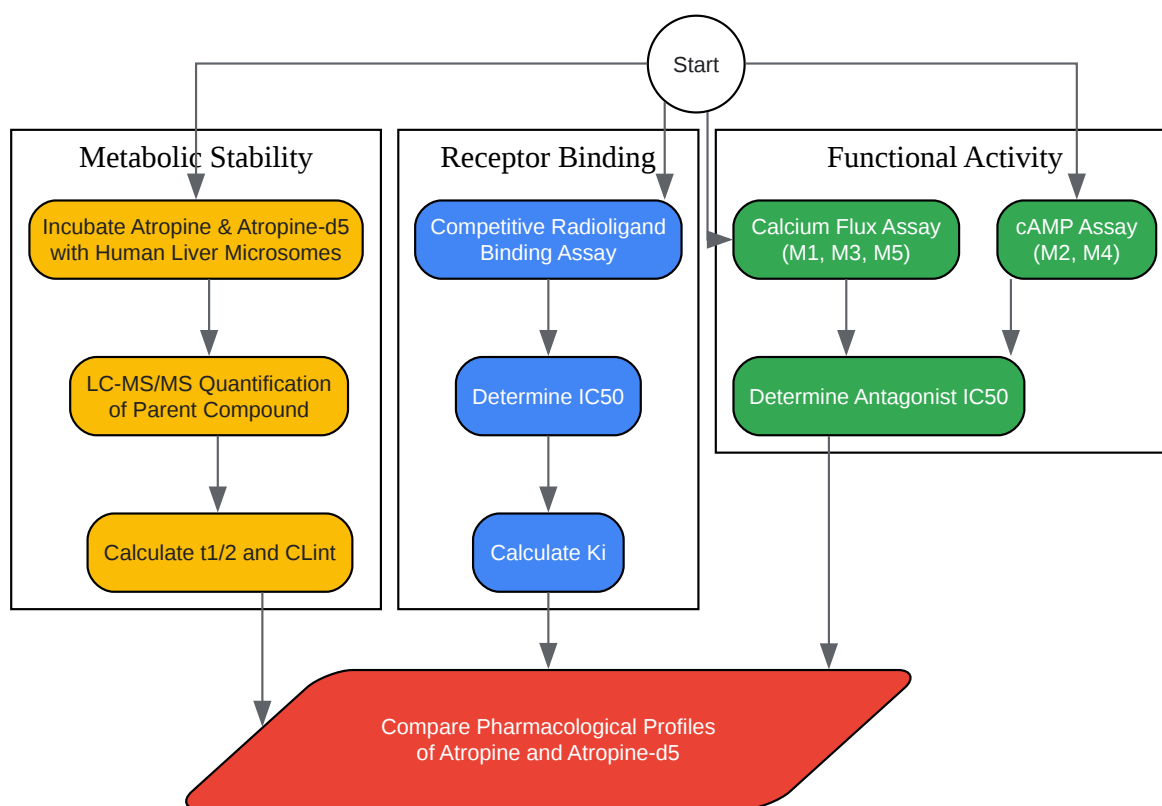 Start
Metabolic Stability
Incubate Atropine & Atropine-d5
with Human Liver Microsomes
LC-MS/MS Quantification
of Parent Compound
Calculate t1/2 and CLint
Receptor Binding
Competitive Radioligand
Binding Assay
Determine IC50
Calculate Ki
Functional Activity
Calcium Flux Assay
(M1, M3, M5)
cAMP Assay
(M2, M4)
Determine Antagonist IC50
Compare Pharmacological Profiles
of Atropine and Atropine-d5